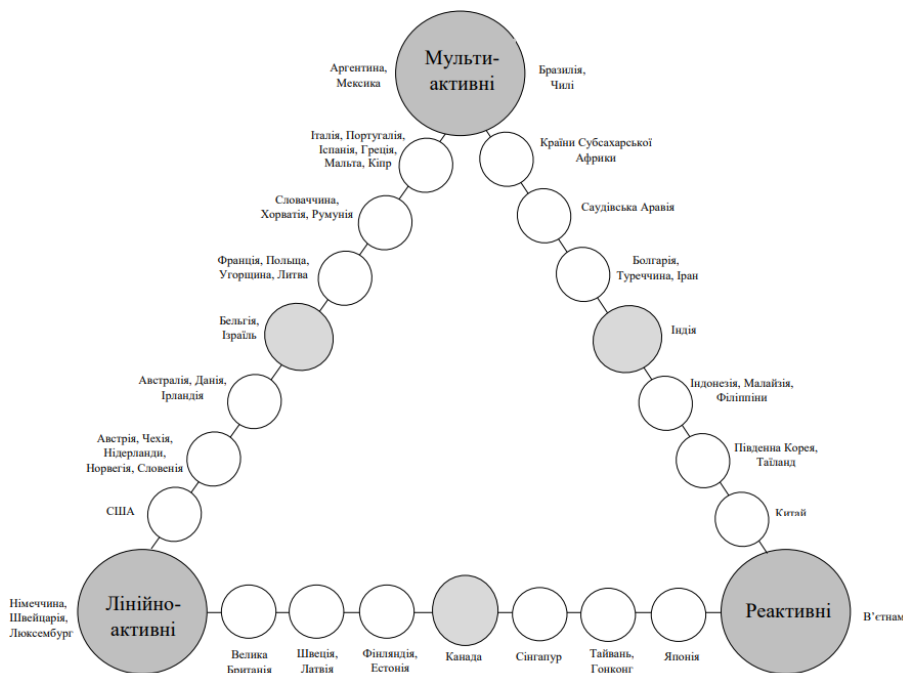 Мульти-
активні
Аргентина,
Мексика
Бразилія,
Чилі
Італія, Португалія,
Іспанія, Греція,
Мальта, Кіпр
Країни Субсахарської
Африки
Словаччина,
Хорватія, Румунія
Саудівська Аравія
Франція, Польща,
Угорщина, Литва
Болгарія,
Туреччина, Іран
Бельгія,
Ізраїль
Індія
Австралія, Данія,
Ірландія
Індонезія, Малайзія,
Філіппіни
Австрія, Чехія,
Нідерланди,
Норвегія, Словенія
Південна Корея,
Таїланд
США
Китай
Німеччина,
Швейцарія,
Люксембург
Лінійно-
активні
Реактивні
В’єтнам
Велика
Британія
Швеція,
Латвія
Фінляндія,
Естонія
Канада
Сінгапур
Тайвань,
Гонконг
Японія